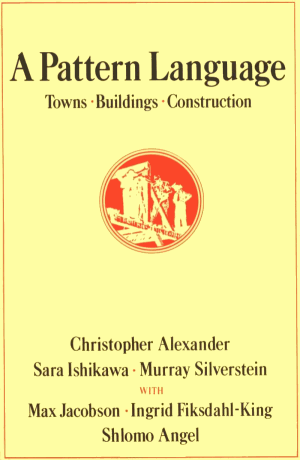 A Pattern Language
Towns · Buildings · Construction
Christopher Alexander
Sara Ishikawa · Murray Silverstein
WITH
Max Jacobson · Ingrid Fiksdahl-King
Shlomo Angel